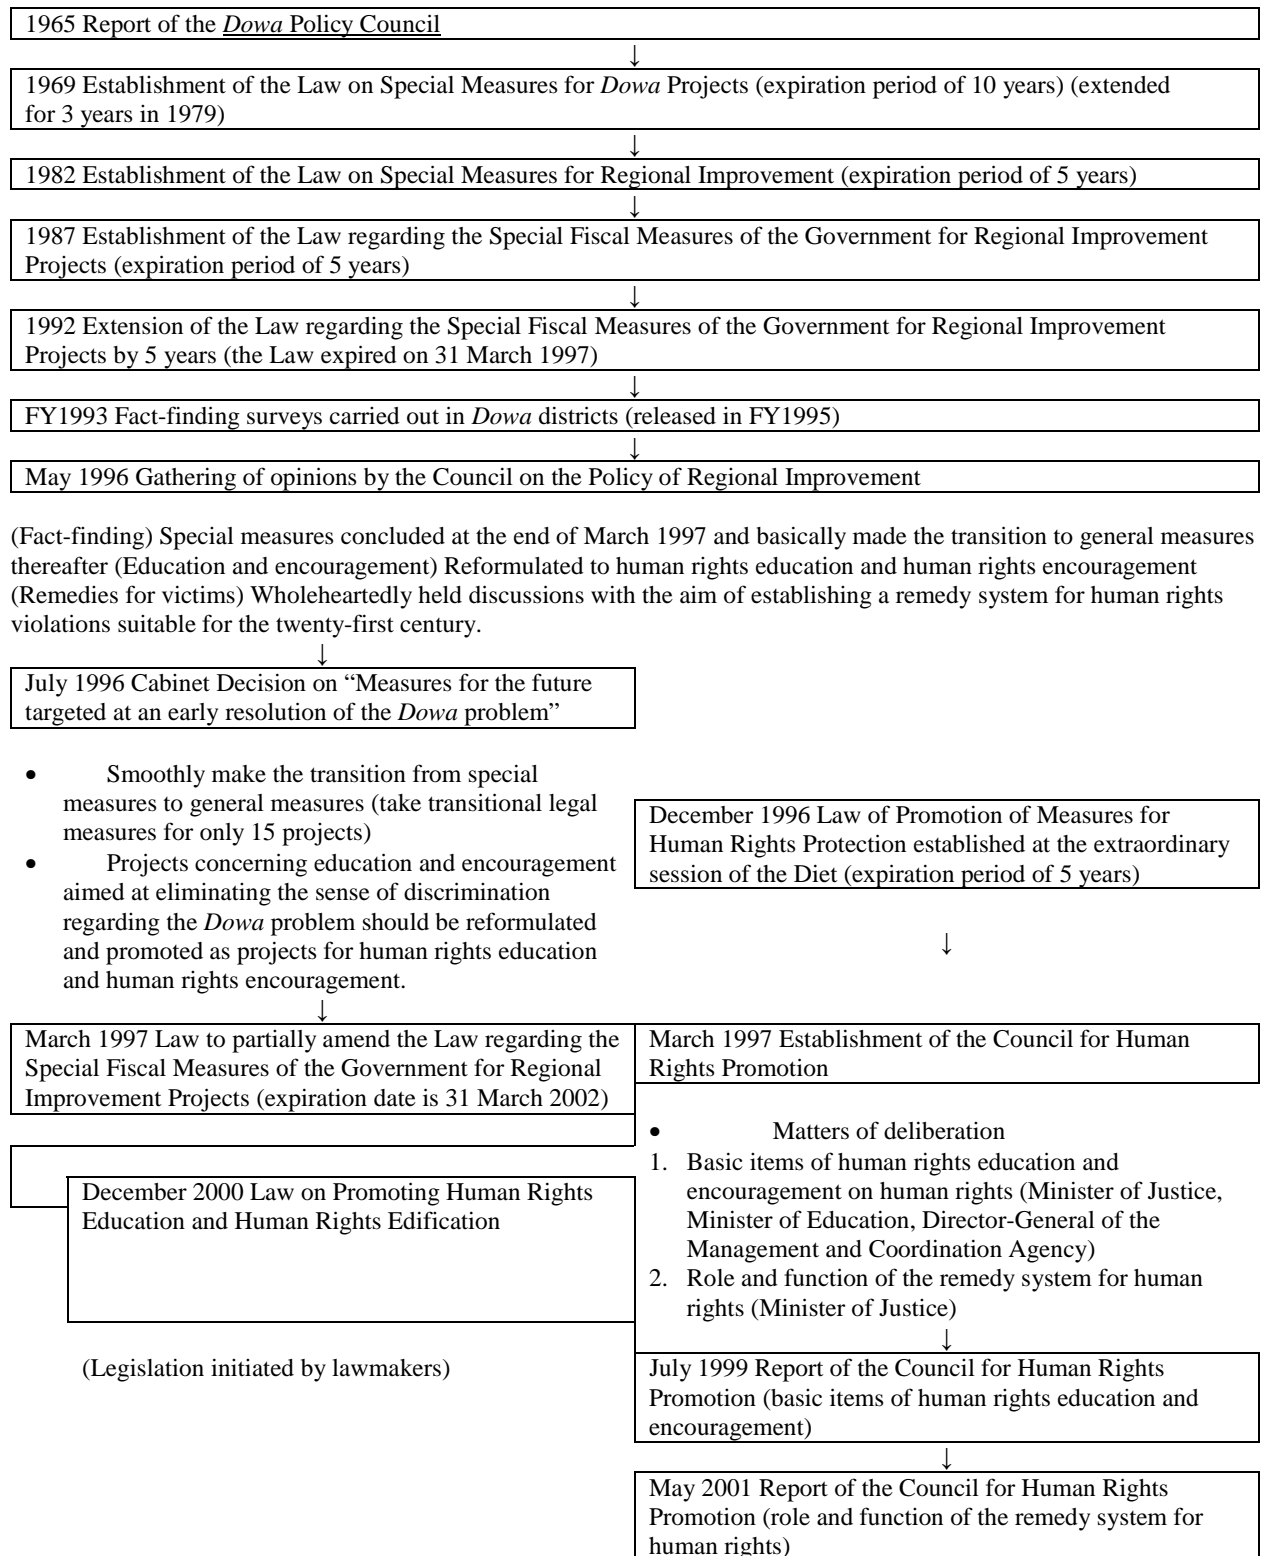 1965 Report of the Dowa Policy Council
↓
1969 Establishment of the Law on Special Measures for Dowa Projects (expiration period of 10 years) (extended
for 3 years in 1979)
↓
1982 Establishment of the Law on Special Measures for Regional Improvement (expiration period of 5 years)
↓
1987 Establishment of the Law regarding the Special Fiscal Measures of the Government for Regional Improvement
Projects (expiration period of 5 years)
↓
1992 Extension of the Law regarding the Special Fiscal Measures of the Government for Regional Improvement
Projects by 5 years (the Law expired on 31 March 1997)
↓
FY1993 Fact-finding surveys carried out in Dowa districts (released in FY1995)
↓
May 1996 Gathering of opinions by the Council on the Policy of Regional Improvement
(Fact-finding) Special measures concluded at the end of March 1997 and basically made the transition to general measures
thereafter (Education and encouragement) Reformulated to human rights education and human rights encouragement
(Remedies for victims) Wholeheartedly held discussions with the aim of establishing a remedy system for human rights
violations suitable for the twenty-first century.
↓
July 1996 Cabinet Decision on “Measures for the future
targeted at an early resolution of the Dowa problem”
• Smoothly make the transition from special
measures to general measures (take transitional legal
measures for only 15 projects)
• Projects concerning education and encouragement
aimed at eliminating the sense of discrimination
regarding the Dowa problem should be reformulated
and promoted as projects for human rights education
and human rights encouragement.
↓
December 1996 Law of Promotion of Measures for
Human Rights Protection established at the extraordinary
session of the Diet (expiration period of 5 years)
↓
March 1997 Law to partially amend the Law regarding the
Special Fiscal Measures of the Government for Regional
Improvement Projects (expiration date is 31 March 2002)
December 2000 Law on Promoting Human Rights
Education and Human Rights Edification
(Legislation initiated by lawmakers)
March 1997 Establishment of the Council for Human
Rights Promotion
• Matters of deliberation
1. Basic items of human rights education and
encouragement on human rights (Minister of Justice,
Minister of Education, Director-General of the
Management and Coordination Agency)
2. Role and function of the remedy system for human
rights (Minister of Justice)
↓
July 1999 Report of the Council for Human Rights
Promotion (basic items of human rights education and
encouragement)
↓
May 2001 Report of the Council for Human Rights
Promotion (role and function of the remedy system for
human rights)